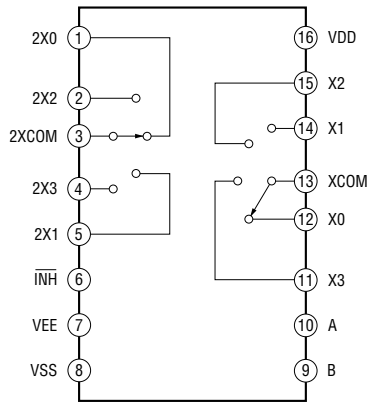 2X0 1
2X2 2
2XCOM 3
2X3 4
2X1 5
INH 6
VEE 7
VSS 8
16 VDD
15 X2
14 X1
13 XCOM
12 X0
11 X3
10 A
9 B